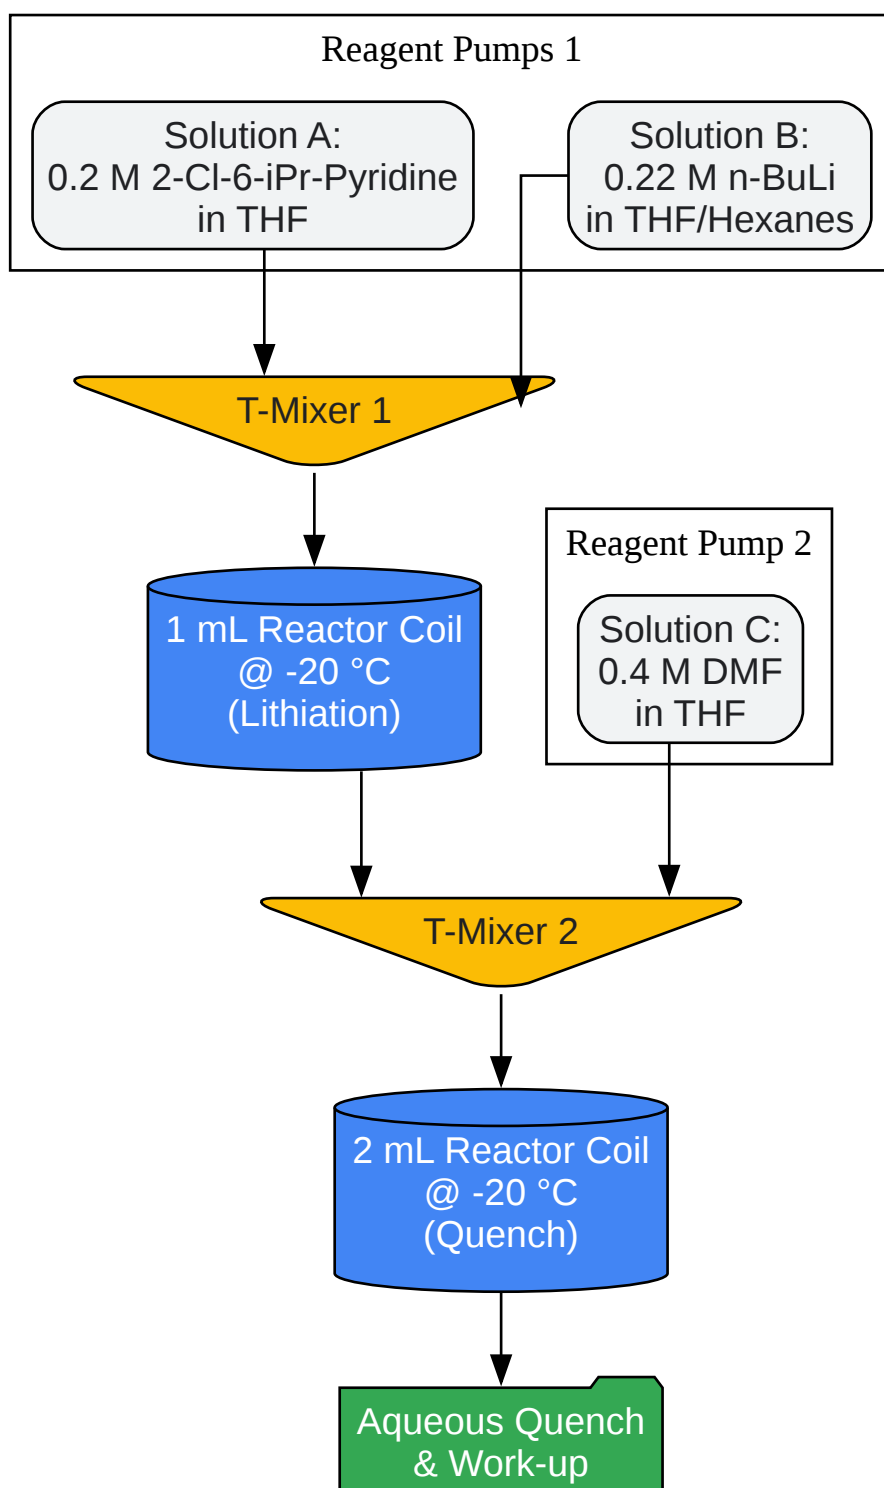 Reagent Pumps 1
Solution A:
0.2 M 2-Cl-6-iPr-Pyridine
in THF
Solution B:
0.22 M n-BuLi
in THF/Hexanes
T-Mixer 1
Reagent Pump 2
1 mL Reactor Coil
@ -20 °C
(Lithiation)
Solution C:
0.4 M DMF
in THF
T-Mixer 2
2 mL Reactor Coil
@ -20 °C
(Quench)
Aqueous Quench
& Work-up